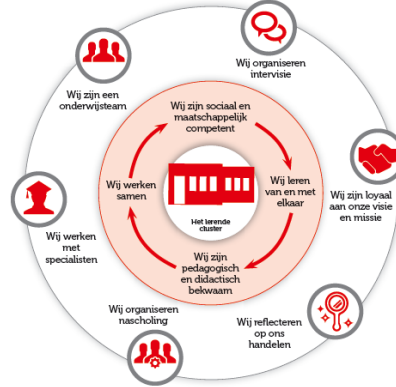 Wij organiseren
intervisie
Wij zijn een
onderwijsteam
Wij zijn sociaal en
maatschappelijk
competent
Wij werken
samen
Wij leren
van en met
elkaar
Wij zijn loyaal
aan onze visie
en missie
Het lerende
cluster
Wij werken
met
specialisten
Wij zijn
pedagogisch
en didactisch
bekwaam
Wij organiseren
nascholing
Wij reflecteren
op ons
handelen